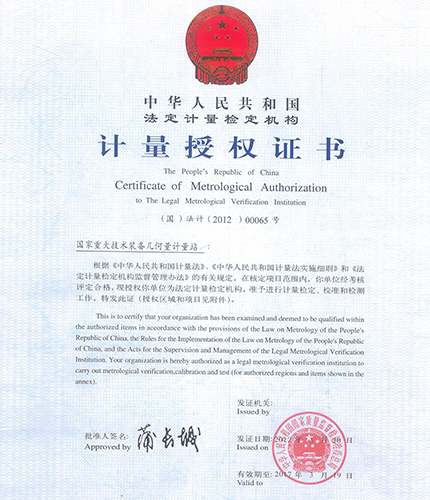 中华人民共和国
法定计量检定机构
计量授权证书
The People's Republic of China
Certificate of Metrological Authorization
to The Legal Metrological Verification Institution
（国）法计（2012）00065号
国家重大技术装备几何量计量站：
根据《中华人民共和国计量法》、《中华人民共和国计量法实施细则》和《法
定计量检定机构监督管理办法》的有关规定，在核定项目范围内，你单位经考核
评定合格，现授权你单位为法定计量检定机构，准予进行计量检定、校准和检测
工作，特发此证（授权区域和项目见附件）。
This is to certify that your organization has been examined and deemed to be qualified within
the authorized items in accordance with the provisions of the Law on Metrology of the People's
Republic of China, the Rules for the Implementation of the Law on Metrology of the People's Republic
of China, and the Acts for the Supervision and Management of the Legal Metrological Verification
Institution. Your organization is hereby authorized as a legal metrological verification institution to
carry out metrological verification,calibration and test (for authorized regions and items shown in the
annex).
发证机关:
Issued by
批准人签名:
Approved by
蒲长城
发证日期: 2012 年 月 日
Issued on
有效期至: 2017 年 3 月 19 日
Valid to